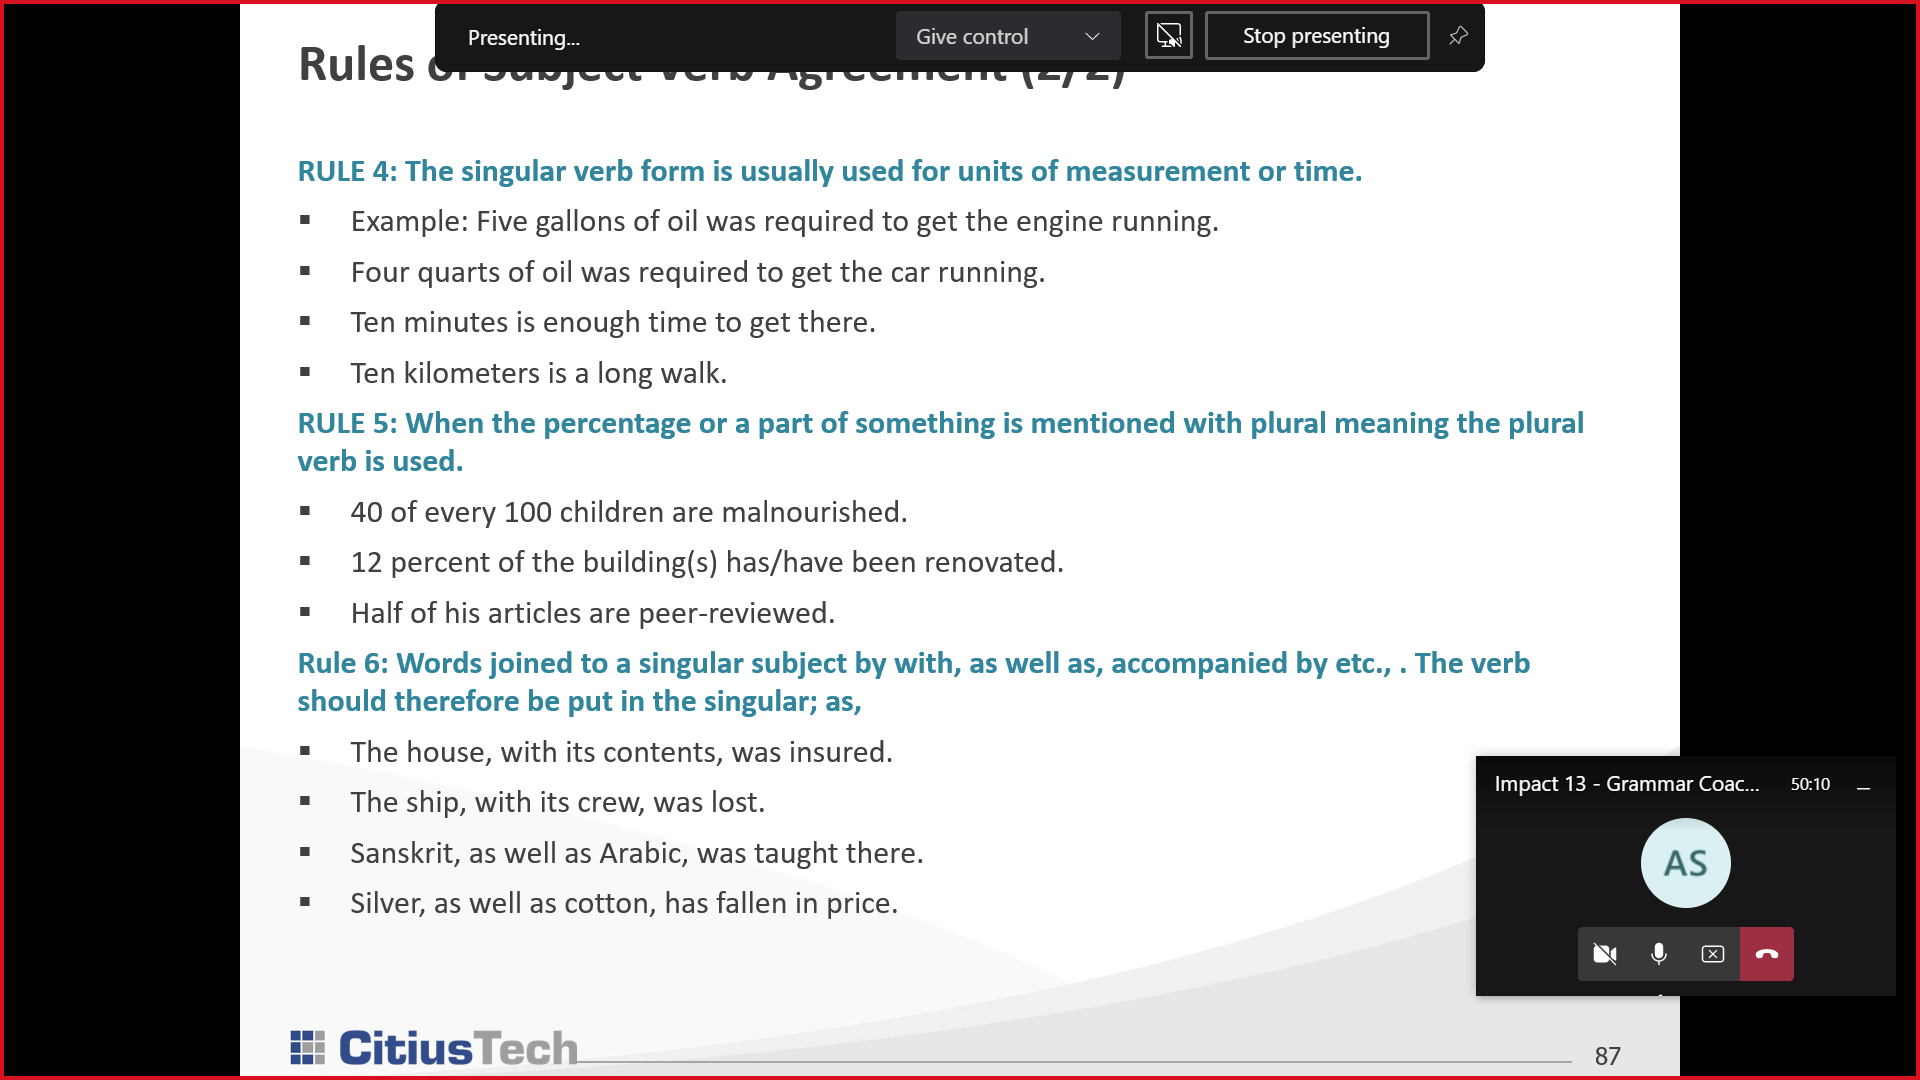 Presenting...
Give control
Stop presenting
Rules of Subject Verb Agreement (2/2)
RULE 4: The singular verb form is usually used for units of measurement or time.
▪ Example: Five gallons of oil was required to get the engine running.
▪ Four quarts of oil was required to get the car running.
▪ Ten minutes is enough time to get there.
▪ Ten kilometers is a long walk.
RULE 5: When the percentage or a part of something is mentioned with plural meaning the plural
verb is used.
▪ 40 of every 100 children are malnourished.
▪ 12 percent of the building(s) has/have been renovated.
▪ Half of his articles are peer-reviewed.
Rule 6: Words joined to a singular subject by with, as well as, accompanied by etc., . The verb
should therefore be put in the singular; as,
▪ The house, with its contents, was insured.
▪ The ship, with its crew, was lost.
▪ Sanskrit, as well as Arabic, was taught there.
▪ Silver, as well as cotton, has fallen in price.
Impact 13 - Grammar Coac... 50:10
AS
CitiusTech
87